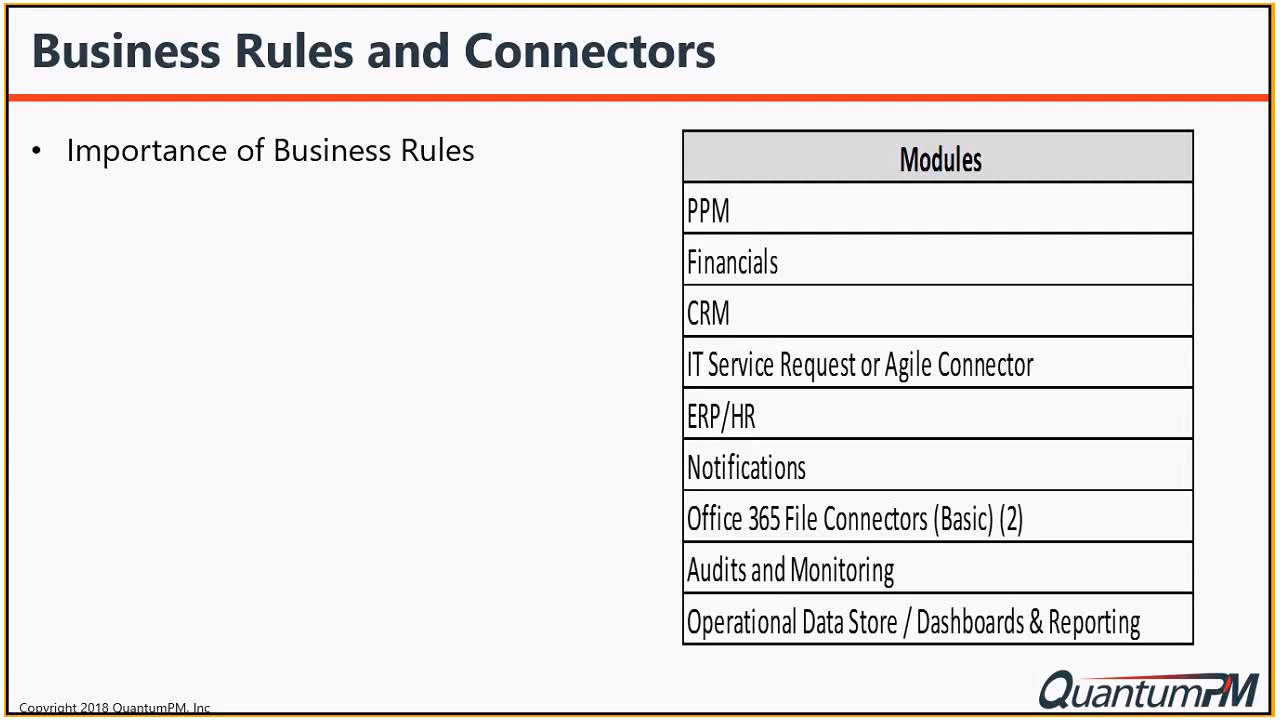 Business Rules and Connectors
• Importance of Business Rules
Modules
PPM
Financials
CRM
IT Service Request or Agile Connector
ERP/HR
Notifications
Office 365 File Connectors (Basic) (2)
Audits and Monitoring
Operational Data Store / Dashboards & Reporting
Copyright 2018 QuantumPM, Inc
QuantumPM